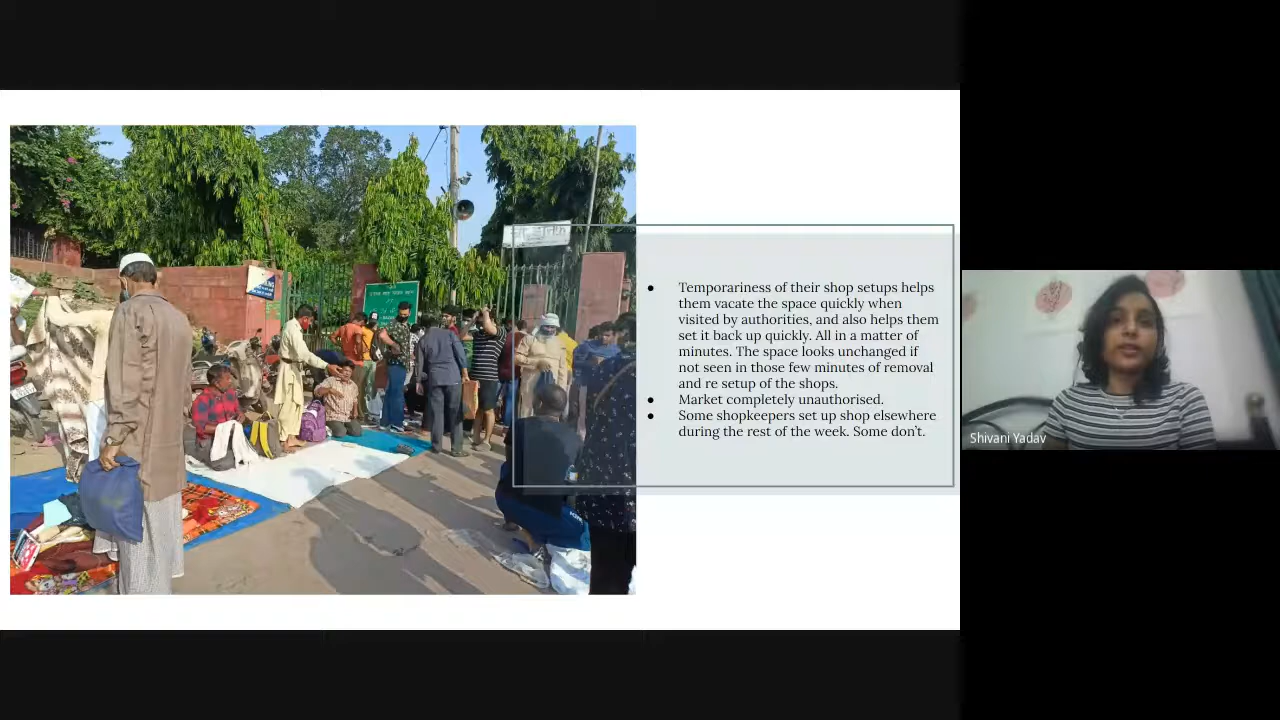 ● Temporariness of their shop setups helps
them vacate the space quickly when
visited by authorities, and also helps them
set it back up quickly. All in a matter of
minutes. The space looks unchanged if
not seen in those few minutes of removal
and re setup of the shops.
● Market completely unauthorised.
● Some shopkeepers set up shop elsewhere
during the rest of the week. Some don’t.
Shivani Yadav